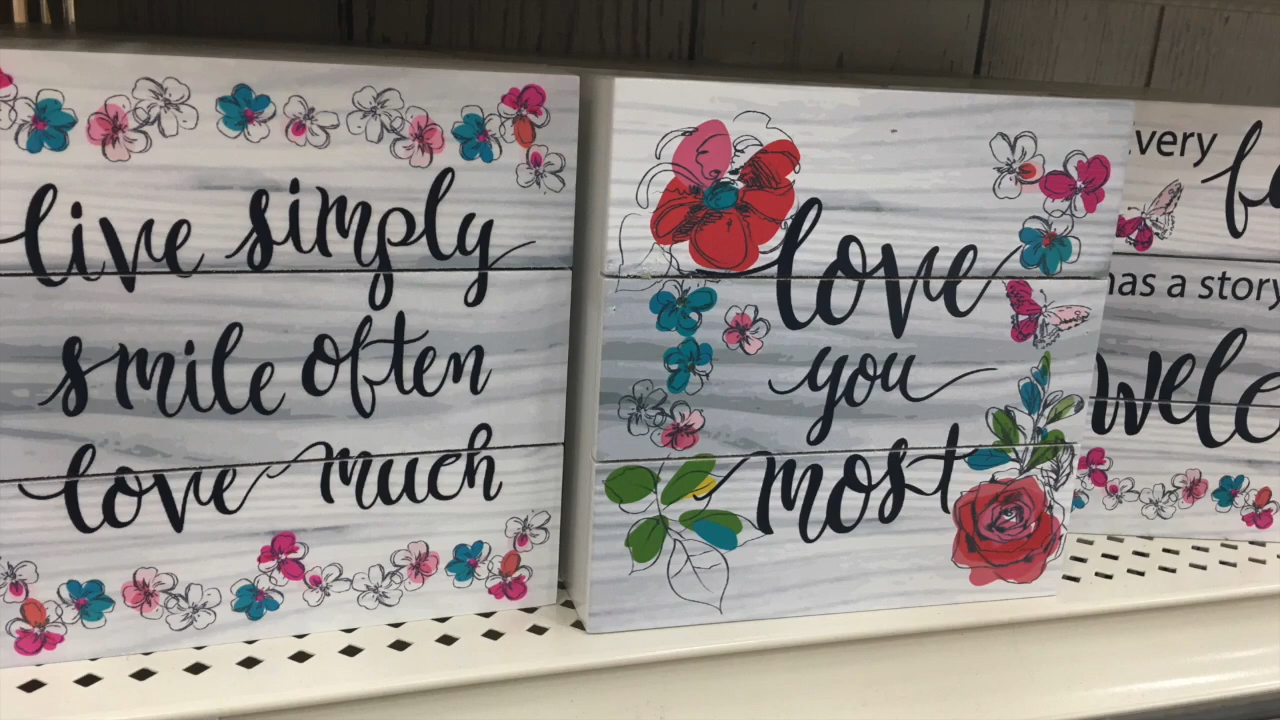 live simply
smile often
love much
love
you
most
very
has a story